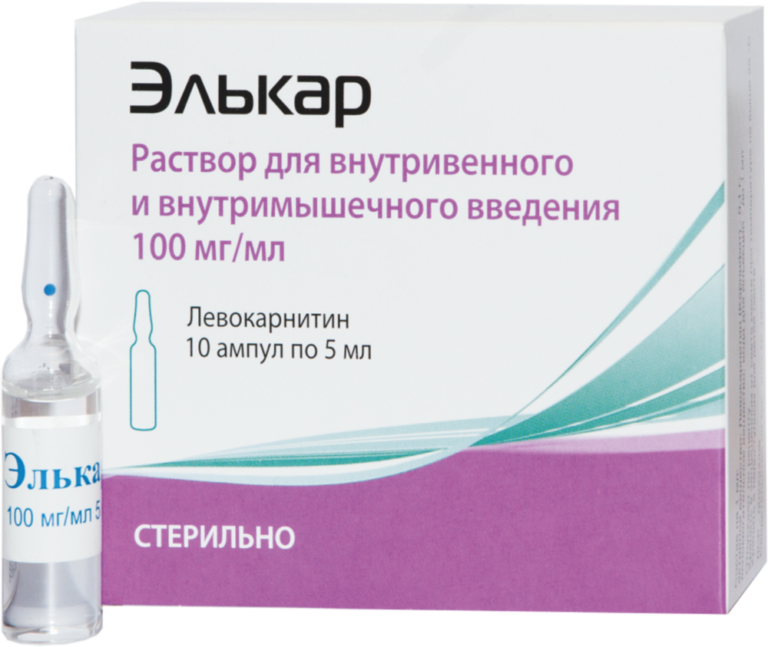 Элькар
Раствор для внутривенного
и внутримышечного введения
100 мг/мл
Левокарнитин
10 ампул по 5 мл
СТЕРИЛЬНО
Элька
100 мг/мл 5